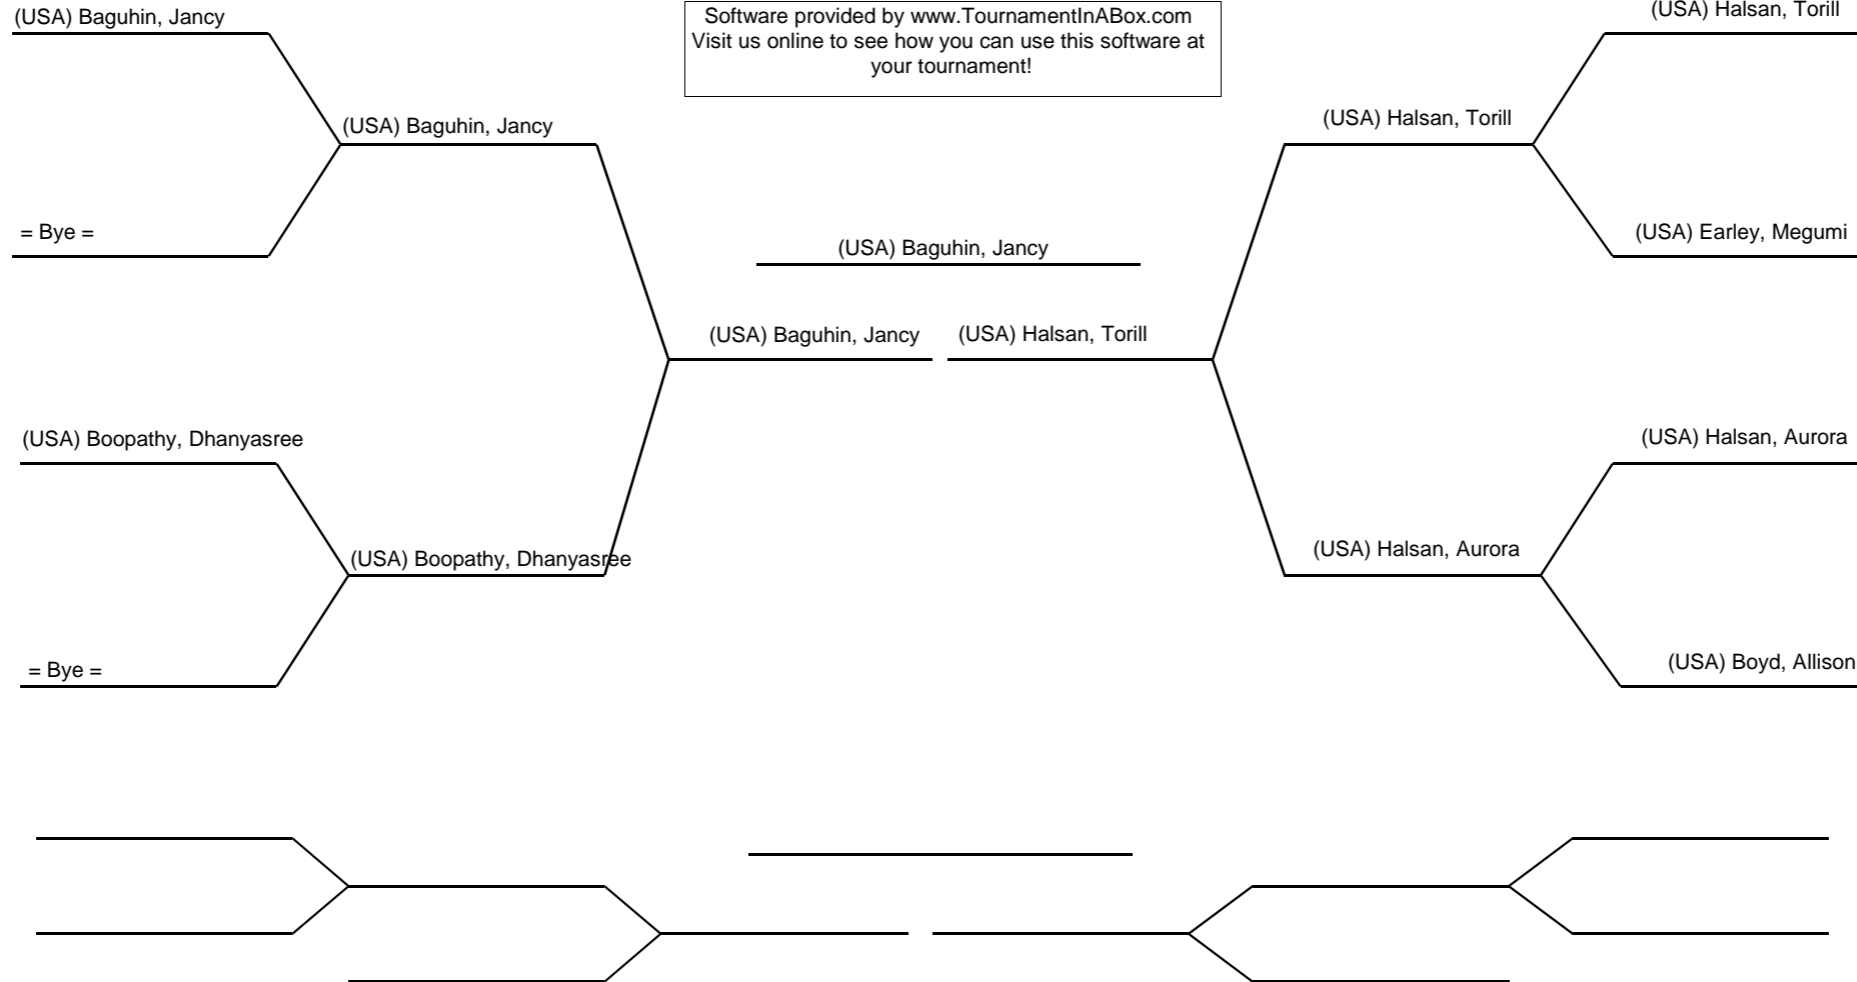 (USA) Baguhin, Jancy
Software provided by www.TournamentInABox.com
Visit us online to see how you can use this software at
your tournament!
(USA) Halsan, Torill
(USA) Baguhin, Jancy
(USA) Halsan, Torill
= Bye =
(USA) Baguhin, Jancy
(USA) Earley, Megumi
(USA) Baguhin, Jancy
(USA) Halsan, Torill
(USA) Boopathy, Dhanyasree
(USA) Halsan, Aurora
(USA) Boopathy, Dhanyasree
(USA) Halsan, Aurora
= Bye =
(USA) Boyd, Allison